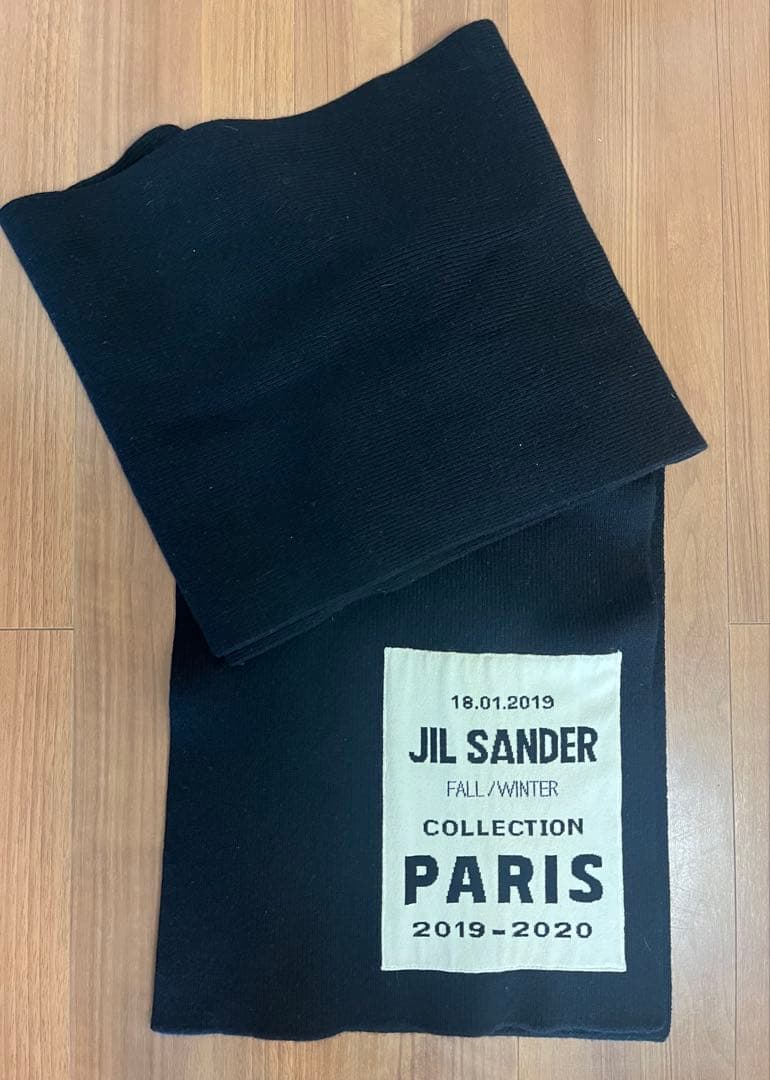 18.01.2019
JIL SANDER
FALL/WINTER
COLLECTION
PARIS
2019-2020